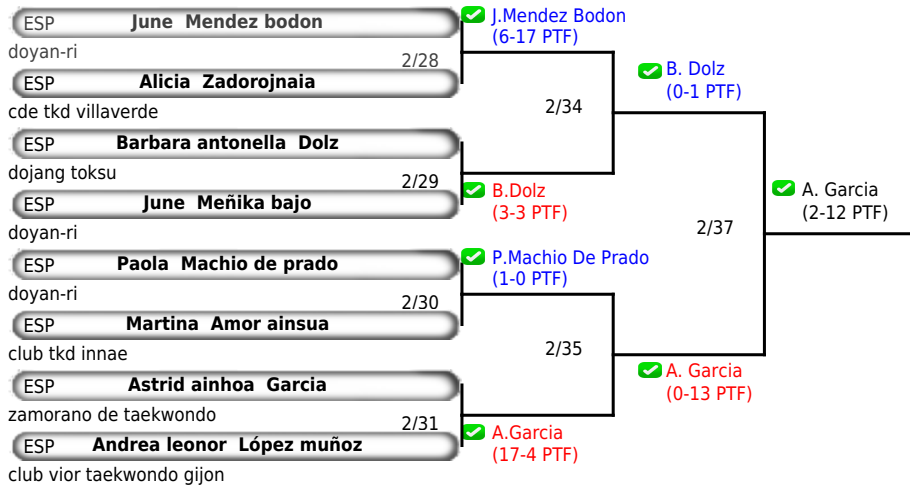 ESP June Mendez bodon
doyan-ri
2/28
ESP Alicia Zadorojnaia
cde tkd villaverde
ESP Barbara antonella Dolz
dojang toksu
2/29
ESP June Meñika bajo
doyan-ri
ESP Paola Machio de prado
doyan-ri
2/30
ESP Martina Amor ainsua
club tkd innae
ESP Astrid ainhoa Garcia
zamorano de taekwondo
2/31
ESP Andrea leonor López muñoz
club vior taekwondo gijon
J.Mendez Bodon
(6-17 PTF)
2/34
B.Dolz
(3-3 PTF)
P.Machio De Prado
(1-0 PTF)
2/35
A.Garcia
(17-4 PTF)
B. Dolz
(0-1 PTF)
2/37
A. Garcia
(0-13 PTF)
A. Garcia
(2-12 PTF)